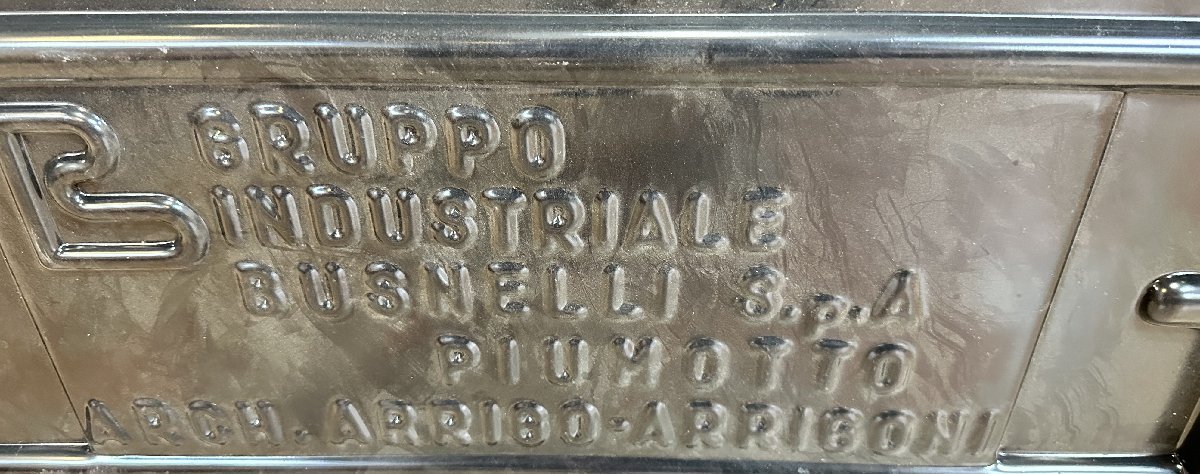 GRUPPO
INDUSTRIALE
BUSNELLI S.p.A
PIUMOTTO
ARCH. ARRIGO-ARRIGONI